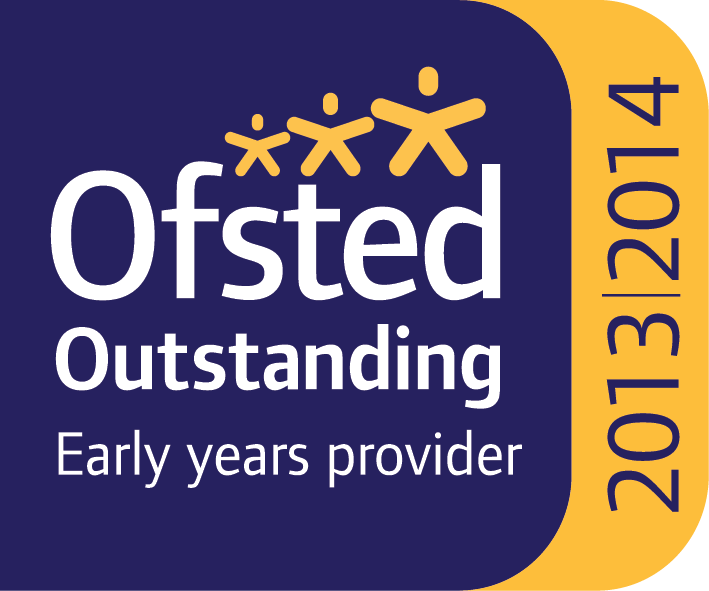 Ofsted
Outstanding
Early years provider
2013|2014